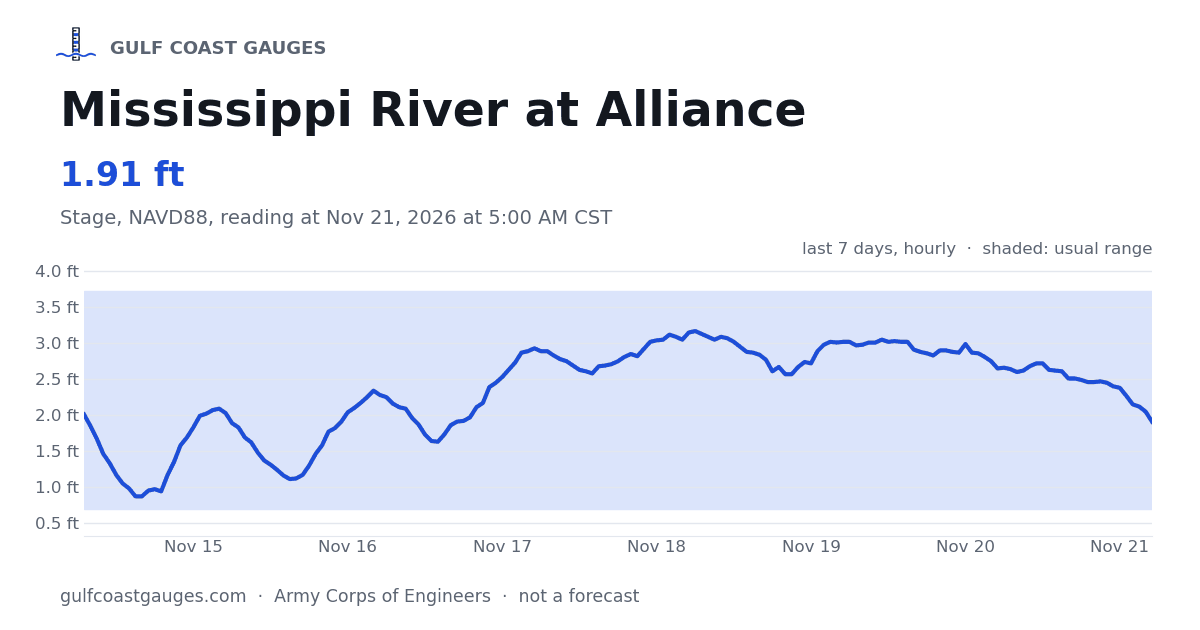 GULF COAST GAUGES
Mississippi River at Alliance
1.91 ft
Stage, NAVD88, reading at Nov 21, 2026 at 5:00 AM CST
last 7 days, hourly · shaded: usual range
4.0 ft
3.5 ft
3.0 ft
2.5 ft
2.0 ft
1.5 ft
1.0 ft
0.5 ft
Nov 15 Nov 16 Nov 17 Nov 18 Nov 19 Nov 20 Nov 21
gulfcoastgauges.com · Army Corps of Engineers · not a forecast